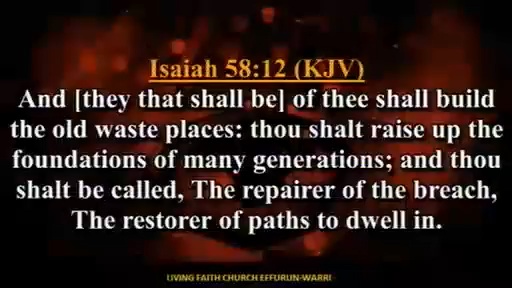 Isaiah 58:12 (KJV)
And [they that shall be] of thee shall build
the old waste places: thou shalt raise up the
foundations of many generations; and thou
shalt be called, The repairer of the breach,
The restorer of paths to dwell in.
LIVING FAITH CHURCH EFFURUN-WARRI